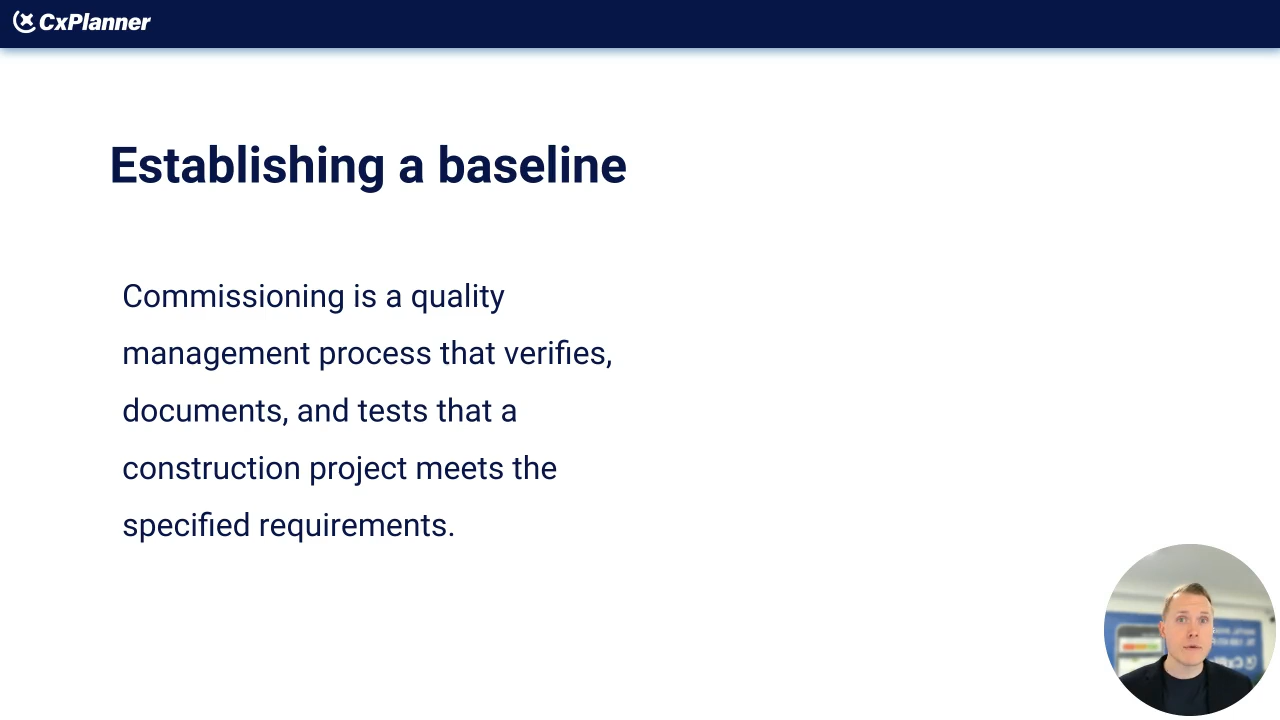 CxPlanner
Establishing a baseline
Commissioning is a quality
management process that verifies,
documents, and tests that a
construction project meets the
specified requirements.